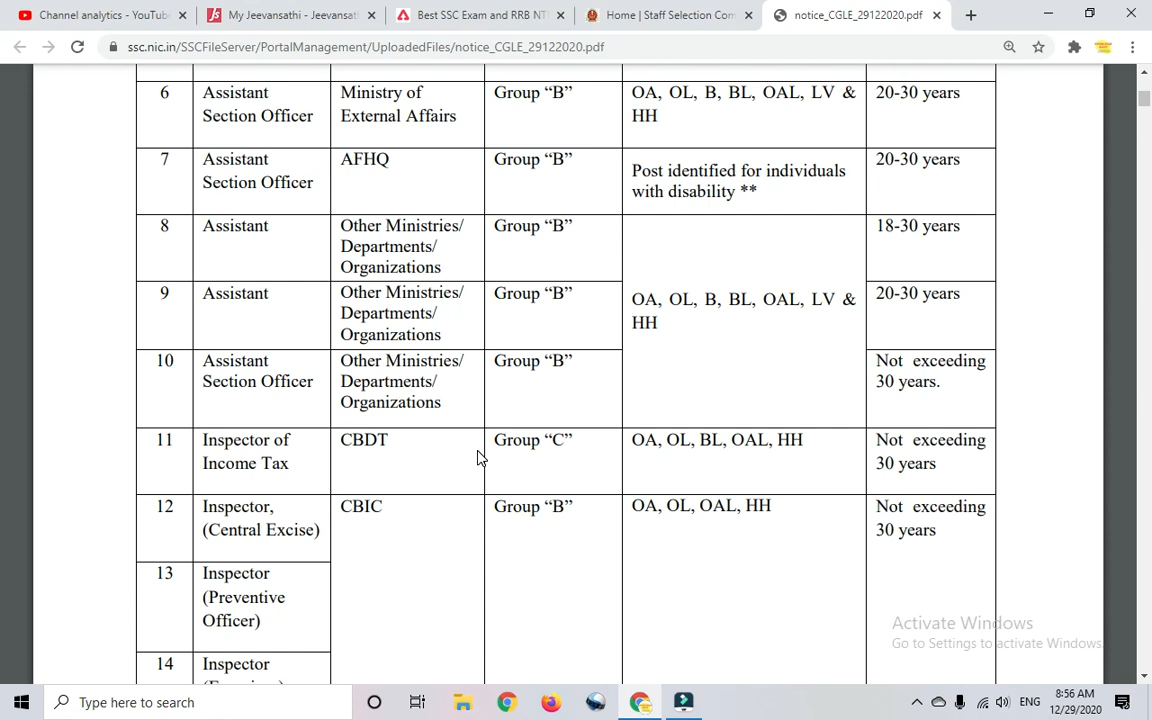 Channel analytics - YouTube
My Jeevansathi - Jeevansathi
Best SSC Exam and RRB NT
Home | Staff Selection Com
notice_CGLE_29122020.pdf
ssc.nic.in/SSCFileServer/PortalManagement/UploadedFiles/notice_CGLE_29122020.pdf
6 Assistant Ministry of Group “B” OA, OL, B, BL, OAL, LV & 20-30 years
Section Officer External Affairs HH
7 Assistant AFHQ Group “B” 20-30 years
Section Officer Post identified for individuals
with disability **
8 Assistant Other Ministries/ Group “B” 18-30 years
Departments/
Organizations
9 Assistant Other Ministries/ Group “B” OA, OL, B, BL, OAL, LV & 20-30 years
Departments/ HH
Organizations
10 Assistant Other Ministries/ Group “B” Not exceeding
Section Officer Departments/ 30 years.
Organizations
11 Inspector of CBDT Group “C” OA, OL, BL, OAL, HH Not exceeding
Income Tax 30 years
12 Inspector, CBIC Group “B” OA, OL, OAL, HH Not exceeding
(Central Excise) 30 years
13 Inspector
(Preventive
Officer)
14 Inspector
Activate Windows
Go to Settings to activate Windows.
Type here to search
ENG
8:56 AM
12/29/2020